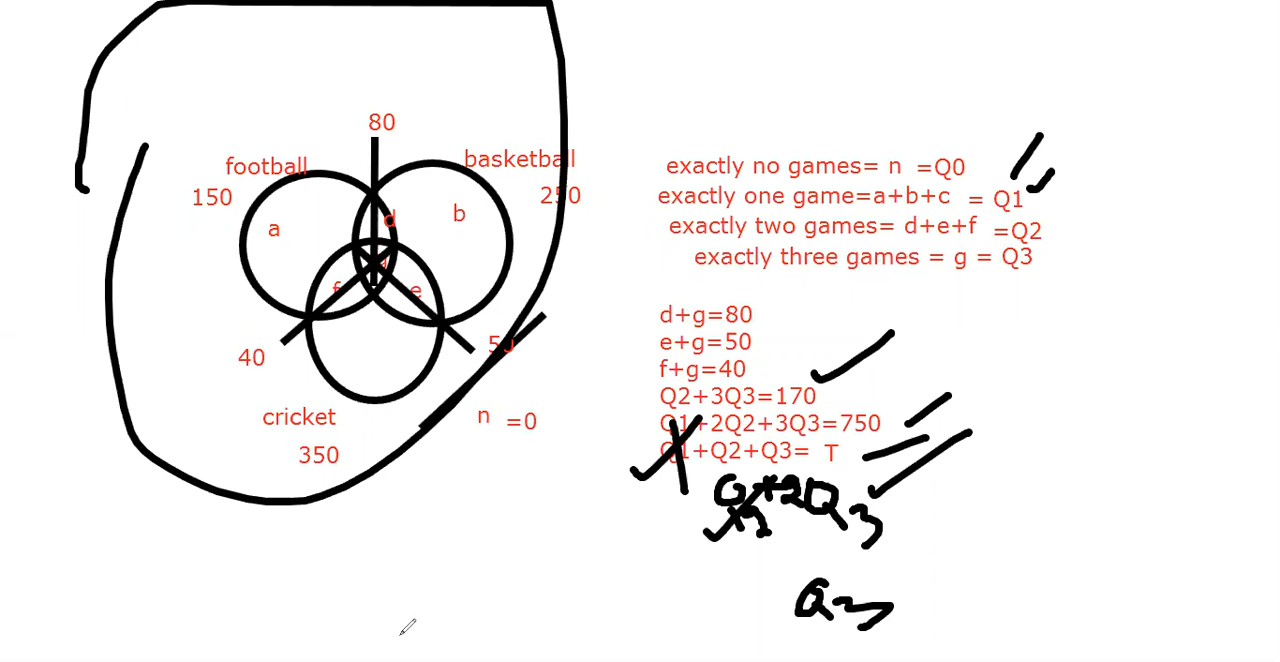 80
football
basketball
150
250
a
d
b
f
e
40
50
cricket
n =0
350
exactly no games= n =Q0
exactly one game=a+b+c = Q1
exactly two games= d+e+f =Q2
exactly three games = g = Q3
d+g=80
e+g=50
f+g=40
Q2+3Q3=170
Q1+2Q2+3Q3=750
Q1+Q2+Q3= T
Q2+2Q3